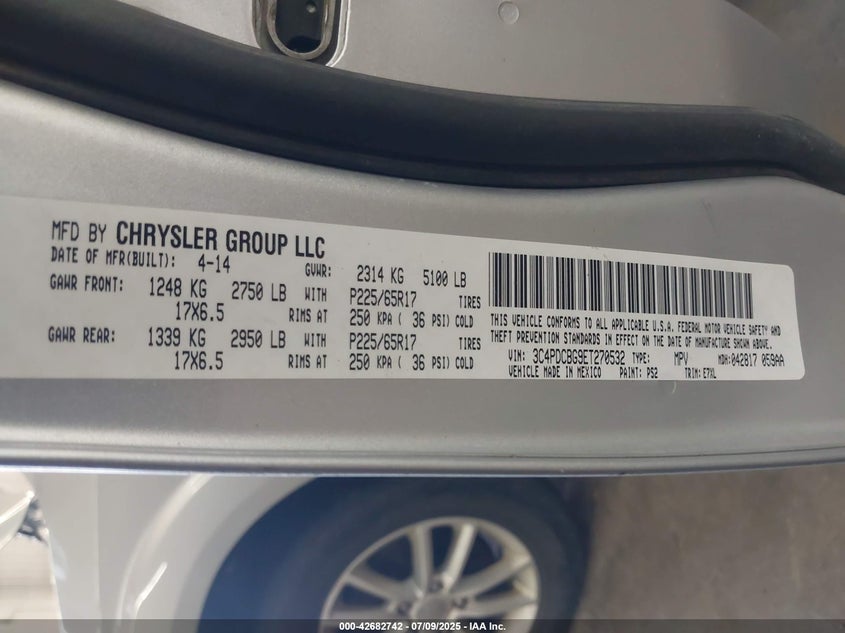 MFD BY CHRYSLER GROUP LLC
DATE OF MFR(BUILT): 4-14 GVWR: 2314 KG 5100 LB
GAWR FRONT: 1248 KG 2750 LB WITH P225/65R17 TIRES
17X6.5 RIMS AT 250 KPA ( 36 PSI) COLD
GAWR REAR: 1339 KG 2950 LB WITH P225/65R17 TIRES
17X6.5 RIMS AT 250 KPA ( 36 PSI) COLD
THIS VEHICLE CONFORMS TO ALL APPLICABLE U.S.A. FEDERAL MOTOR VEHICLE SAFETY AND
THEFT PREVENTION STANDARDS IN EFFECT ON THE DATE OF MANUFACTURE SHOWN ABOVE.
VIN: 3C4PDCBG9ET270532 TYPE: MPV MDH: 042817 059AA
VEHICLE MADE IN MEXICO PAINT: PS2 TRIM: E7XL
000-42682742 | 07/09/2025 - IAA Inc.